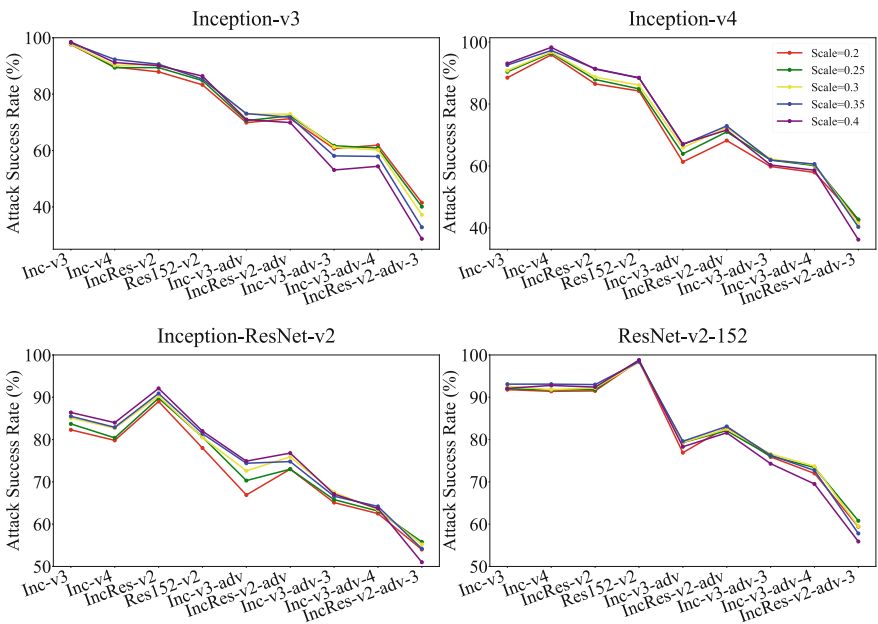 Inception-v3
Attack Success Rate (%)
100
80
60
40
Inc-v3
Inc-v4
IncRes-v2
Res152-v2
Inc-v3-adv
IncRes-v2-adv
Inc-v3-adv-3
Inc-v3-adv-4
IncRes-v2-adv-3
Inception-v4
Attack Success Rate (%)
100
80
60
40
Scale=0.2
Scale=0.25
Scale=0.3
Scale=0.35
Scale=0.4
Inc-v3
Inc-v4
IncRes-v2
Res152-v2
Inc-v3-adv
IncRes-v2-adv
Inc-v3-adv-3
Inc-v3-adv-4
IncRes-v2-adv-3
Inception-ResNet-v2
Attack Success Rate (%)
100
90
80
70
60
50
Inc-v3
Inc-v4
IncRes-v2
Res152-v2
Inc-v3-adv
IncRes-v2-adv
Inc-v3-adv-3
Inc-v3-adv-4
IncRes-v2-adv-3
ResNet-v2-152
Attack Success Rate (%)
100
90
80
70
60
50
Inc-v3
Inc-v4
IncRes-v2
Res152-v2
Inc-v3-adv
IncRes-v2-adv
Inc-v3-adv-3
Inc-v3-adv-4
IncRes-v2-adv-3